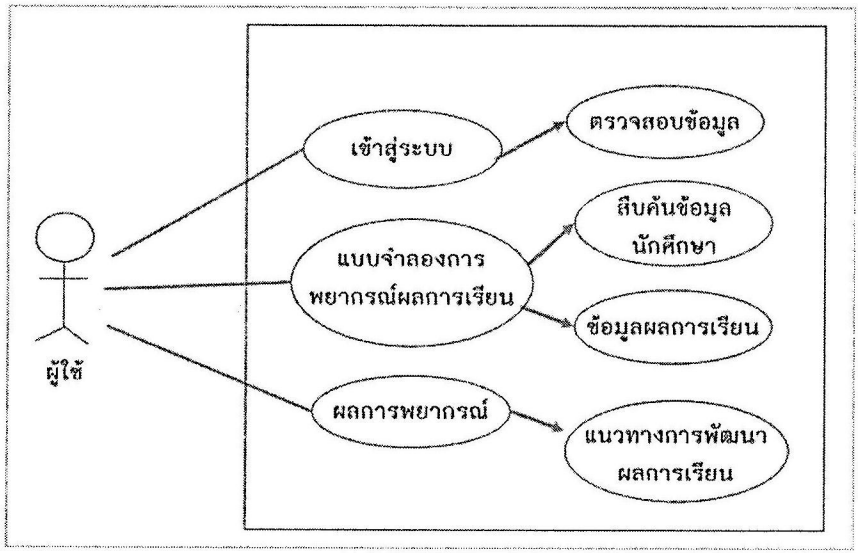 ตรวจสอบข้อมูล
เข้าสู่ระบบ
สืบค้นข้อมูล
นักศึกษา
แบบจำลองการ
พยากรณ์ผลการเรียน
ข้อมูลผลการเรียน
ผู้ใช้
ผลการพยากรณ์
แนวทางการพัฒนา
ผลการเรียน